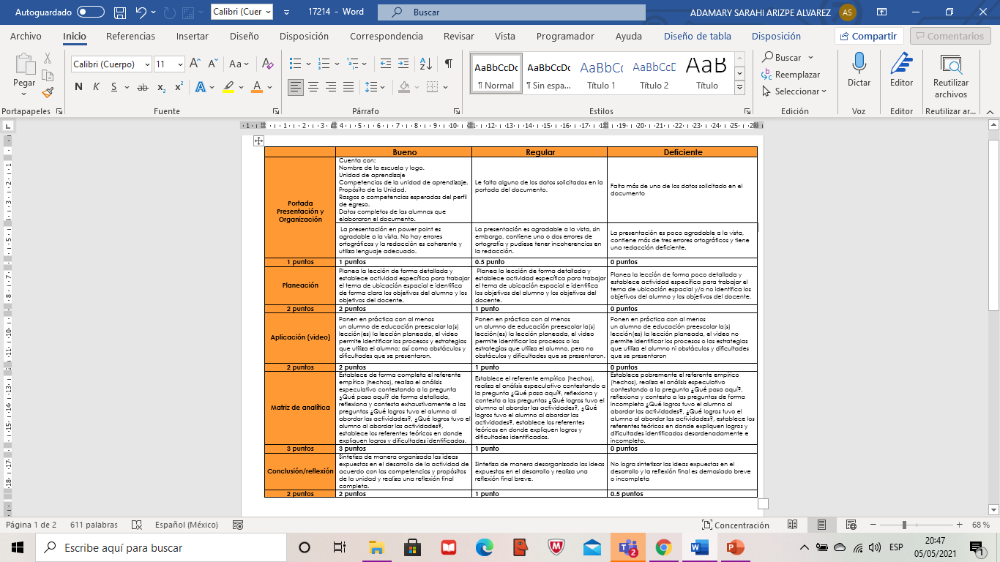 Autoguardado
17214 - Word
Buscar
ADAMARY SARAHI ARIZPE ALVAREZ
AS
Calibri (Cuer
Archivo Inicio Referencias Insertar Diseño Disposición Correspondencia Revisar Vista Programador Ayuda Diseño de tabla Disposición
Compartir
Comentarios
Pegar
Calibri (Cuerpo)
11
Aa
N K S ab x₂ x²
AaBbCcDc
¶ Normal
AaBbCcDc
¶ Sin espa...
AaBbCc
Título 1
AaBbCcD
Título 2
AaB
Título
Buscar
Reemplazar
Seleccionar
Dictar
Editor
Reutilizar
archivos
Portapapeles
Fuente
Párrafo
Estilos
Edición
Voz
Editor
Reutilizar ar...
Bueno
Regular
Deficiente
Portada
Presentación y
Organización
Cuenta con:
Nombre de la escuela y logo.
Unidad de aprendizaje
Competencias de la unidad de aprendizaje.
Propósito de la Unidad.
Rasgos o competencias esperadas del perfil
de egreso.
Datos completos de las alumnas que
elaboraron el documento.
Le falta alguno de los datos solicitados en la
portada del documento.
Falta más de uno de los datos solicitado en el
documento
La presentación en power point es
agradable a la vista. No hay errores
ortográficos y la redacción es coherente y
utiliza lenguaje adecuado.
La presentación es agradable a la vista, sin
embargo, contiene uno o dos errores de
ortografía y pudiese tener incoherencias en
la redacción.
La presentación es poco agradable a la vista,
contiene más de tres errores ortográficos y tiene
una redacción deficiente.
1 puntos
1 puntos
0.5 punto
0 puntos
Planeación
Planea la lección de forma detallada y
establece actividad específica para trabajar
el tema de ubicación espacial e identifica
de forma clara los objetivos del alumno y los
objetivos del docente.
Planea la lección de forma detallada y
establece actividad específica para trabajar
el tema de ubicación espacial e identifica
los objetivos del alumno y los objetivos del
docente.
Planea la lección de forma poco detallada y
establece actividad específica para trabajar el
tema de ubicación espacial y/o no identifica los
objetivos del alumno y los objetivos del docente.
2 puntos
2 puntos
1 punto
0 puntos
Aplicación (video)
Ponen en práctica con al menos
un alumno de educación preescolar la(s)
lección(es) la lección planeada, el video
permite identificar los procesos y estrategias
que utiliza el alumno; así como obstáculos y
dificultades que se presentaron.
Ponen en práctica con al menos
un alumno de educación preescolar la(s)
lección(es) la lección planeada, el video
permite identificar los procesos o las
estrategias que utiliza el alumno, pero no
obstáculos y dificultades que se presentaron.
Ponen en práctica con al menos
un alumno de educación preescolar la(s)
lección(es) la lección planeada, el video no
permite identificar los procesos o las estrategias
que utiliza el alumno ni obstáculos y dificultades
que se presentaron
2 puntos
2 puntos
1 punto
0 puntos
Matriz de analítica
Establece de forma completa el referente
empírico (hechos), realiza el análisis
especulativo contestando a la pregunta
¿Qué pasa aquí? de forma detallada,
reflexiona y contesta exhaustivamente a las
preguntas ¿Qué logros tuvo el alumno al
abordar las actividades?, ¿Qué logros tuvo el
alumno al abordar las actividades?,
establece los referentes teóricos en donde
expliquen logros y dificultades identificados.
Establece el referente empírico (hechos),
realiza el análisis especulativo contestando a
la pregunta ¿Qué pasa aquí?, reflexiona y
contesta a las preguntas ¿Qué logros tuvo el
alumno al abordar las actividades?, ¿Qué
logros tuvo el alumno al abordar las
actividades?, establece los referentes
teóricos en donde expliquen logros y
dificultades identificados.
Establece pobremente el referente empírico
(hechos), realiza el análisis especulativo
contestando a la pregunta ¿Qué pasa aquí?,
reflexiona y contesta a las preguntas de forma
incompleta ¿Qué logros tuvo el alumno al
abordar las actividades?, ¿Qué logros tuvo el
alumno al abordar las actividades?, establece los
referentes teóricos en donde expliquen logros y
dificultades identificados desordenadamente e
incompleto.
3 puntos
3 puntos
1 punto
0 puntos
Conclusión/reflexión
Sintetiza de manera organizada las ideas
expuestas en el desarrollo de la actividad de
acuerdo con las competencias y propósitos
de la unidad y realiza una reflexión final
completa.
Sintetiza de manera desorganizada las ideas
expuestas en el desarrollo y realiza una
reflexión final breve.
No logra sintetizar las ideas expuestas en el
desarrollo y la reflexión final es demasiado breve
o incompleta
2 puntos
2 puntos
1 punto
0.5 puntos
Página 1 de 2
611 palabras
Español (México)
Concentración
68 %
Escribe aquí para buscar
2
ESP
20:47
05/05/2021
1